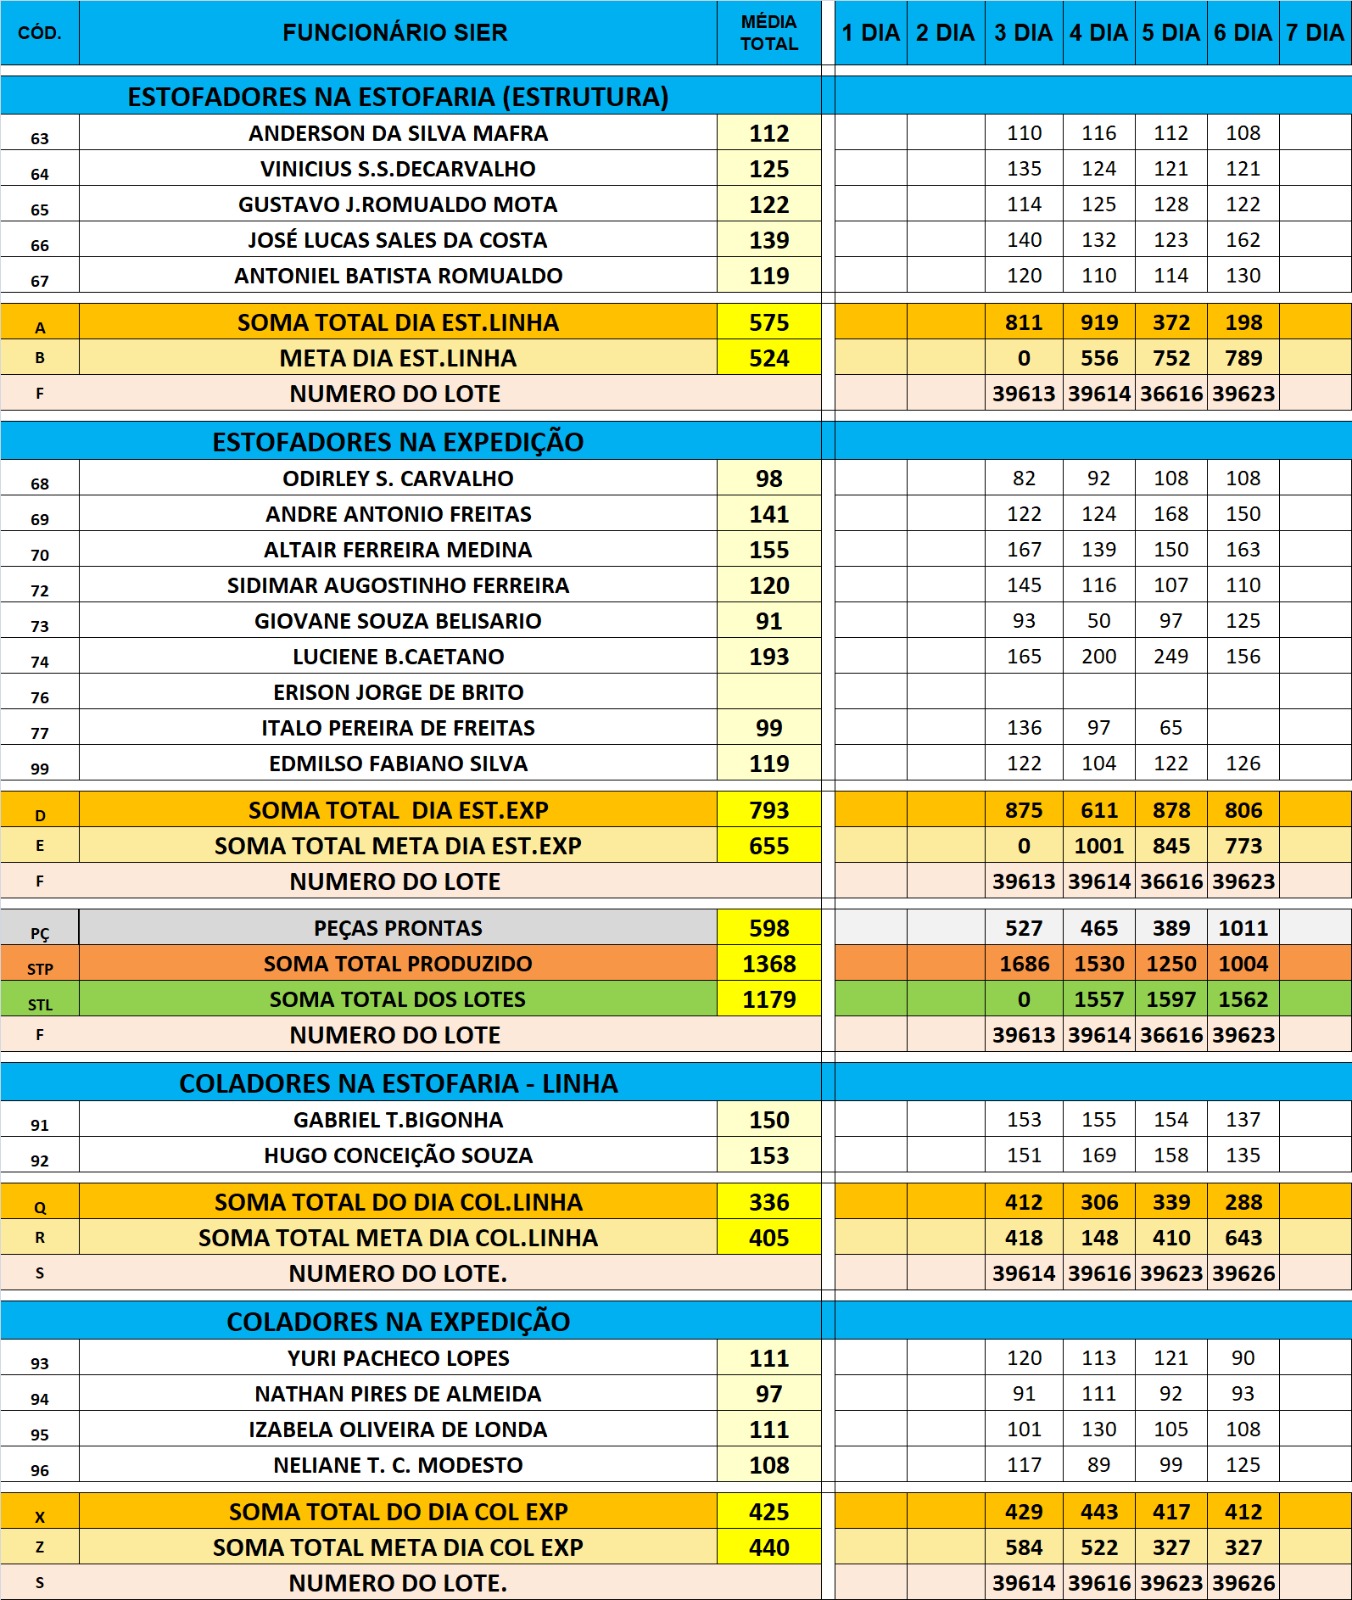 CÓD. FUNCIONÁRIO SIER MÉDIA TOTAL 1 DIA 2 DIA 3 DIA 4 DIA 5 DIA 6 DIA 7 DIA
ESTOFADORES NA ESTOFARIA (ESTRUTURA)
63 ANDERSON DA SILVA MAFRA 112 110 116 112 108
64 VINICIUS S.S.DECARVALHO 125 135 124 121 121
65 GUSTAVO J.ROMUALDO MOTA 122 114 125 128 122
66 JOSÉ LUCAS SALES DA COSTA 139 140 132 123 162
67 ANTONIEL BATISTA ROMUALDO 119 120 110 114 130
A SOMA TOTAL DIA EST.LINHA 575 811 919 372 198
B META DIA EST.LINHA 524 0 556 752 789
F NUMERO DO LOTE 39613 39614 36616 39623
ESTOFADORES NA EXPEDIÇÃO
68 ODIRLEY S. CARVALHO 98 82 92 108 108
69 ANDRE ANTONIO FREITAS 141 122 124 168 150
70 ALTAIR FERREIRA MEDINA 155 167 139 150 163
72 SIDIMAR AUGOSTINHO FERREIRA 120 145 116 107 110
73 GIOVANE SOUZA BELISARIO 91 93 50 97 125
74 LUCIENE B.CAETANO 193 165 200 249 156
76 ERISON JORGE DE BRITO
77 ITALO PEREIRA DE FREITAS 99 136 97 65
99 EDMILSO FABIANO SILVA 119 122 104 122 126
D SOMA TOTAL DIA EST.EXP 793 875 611 878 806
E SOMA TOTAL META DIA EST.EXP 655 0 1001 845 773
F NUMERO DO LOTE 39613 39614 36616 39623
PÇ PEÇAS PRONTAS 598 527 465 389 1011
STP SOMA TOTAL PRODUZIDO 1368 1686 1530 1250 1004
STL SOMA TOTAL DOS LOTES 1179 0 1557 1597 1562
F NUMERO DO LOTE 39613 39614 36616 39623
COLADORES NA ESTOFARIA - LINHA
91 GABRIEL T.BIGONHA 150 153 155 154 137
92 HUGO CONCEIÇÃO SOUZA 153 151 169 158 135
Q SOMA TOTAL DO DIA COL.LINHA 336 412 306 339 288
R SOMA TOTAL META DIA COL.LINHA 405 418 148 410 643
S NUMERO DO LOTE. 39614 39616 39623 39626
COLADORES NA EXPEDIÇÃO
93 YURI PACHECO LOPES 111 120 113 121 90
94 NATHAN PIRES DE ALMEIDA 97 91 111 92 93
95 IZABELA OLIVEIRA DE LONDA 111 101 130 105 108
96 NELIANE T. C. MODESTO 108 117 89 99 125
X SOMA TOTAL DO DIA COL EXP 425 429 443 417 412
Z SOMA TOTAL META DIA COL EXP 440 584 522 327 327
S NUMERO DO LOTE. 39614 39616 39623 39626